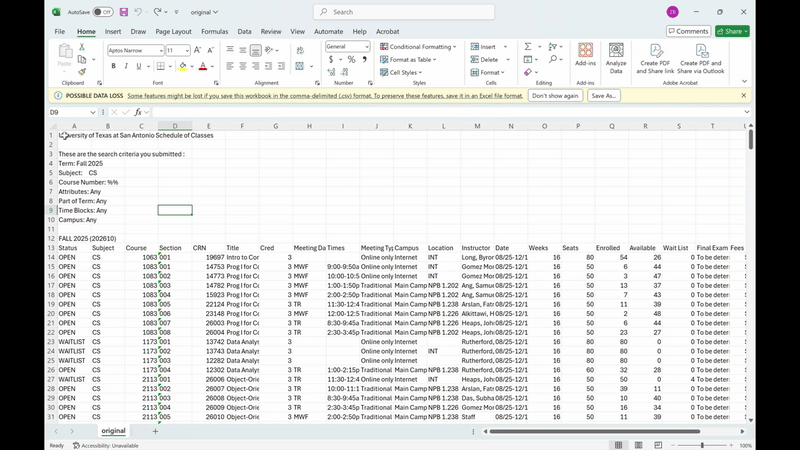 AutoSave Off original Search ZB
File Home Insert Draw Page Layout Formulas Data Review View Automate Help Acrobat Comments Share
Paste Aptos Narrow 11 General Conditional Formatting Insert
Format as Table Delete Add-ins Analyze Data Create PDF and Share link Create PDF and Share via Outlook
Cell Styles Format
Clipboard Font Alignment Number Styles Cells Editing Add-ins Adobe Acrobat
POSSIBLE DATA LOSS Some features might be lost if you save this workbook in the comma-delimited (.csv) format. To preserve these features, save it in an Excel file format. Don't show again Save As...
D9 fx
A B C D E F G H I J K L M N O P Q R S T
1 University of Texas at San Antonio Schedule of Classes
2
3 These are the search criteria you submitted :
4 Term: Fall 2025
5 Subject: CS
6 Course Number: %%
7 Attributes: Any
8 Part of Term: Any
9 Time Blocks: Any
10 Campus: Any
11
12 FALL 2025 (202610)
13 Status Subject Course Section CRN Title Cred Meeting Da Times Meeting Typ Campus Location Instructor Date Weeks Seats Enrolled Available Wait List Final Exam Fees
14 OPEN CS 1063 001 19697 Intro to Cor 3 Online only Internet INT Long, Byror 08/25-12/1 16 80 54 26 0 To be deter
15 OPEN CS 1083 001 14753 Prog I for Co 3 MWF 9:00-9:50a Online only Internet INT Gomez Mor 08/25-12/1 16 50 6 44 0 To be deter
16 OPEN CS 1083 002 14773 Prog I for Co 3 MWF 10:00-10:5 Online only Internet INT Gomez Mor 08/25-12/1 16 50 3 47 0 To be deter
17 OPEN CS 1083 003 14782 Prog I for Co 3 MWF 1:00-1:50p Traditional Main Camp NPB 1.202 Ang, Samu 08/25-12/1 16 50 13 37 0 To be deter
18 OPEN CS 1083 004 15923 Prog I for Co 3 MWF 2:00-2:50p Traditional Main Camp NPB 1.202 Ang, Samu 08/25-12/1 16 50 7 43 0 To be deter
19 OPEN CS 1083 005 22124 Prog I for Co 3 TR 11:30-12:4 Traditional Main Camp NPB 1.238 Arslan, Fat 08/25-12/1 16 50 11 39 0 To be deter
20 OPEN CS 1083 006 23148 Prog I for Co 3 MWF 12:00-12:5 Traditional Main Camp NPB 1.226 Alkittawi, H 08/25-12/1 16 50 2 48 0 To be deter
21 OPEN CS 1083 007 26003 Prog I for Co 3 TR 8:30-9:45a Traditional Main Camp NPB 1.226 Heaps, Joh 08/25-12/1 16 50 6 44 0 To be deter
22 OPEN CS 1083 008 26004 Prog I for Co 3 TR 2:30-3:45p Traditional Main Camp NPB 1.226 Heaps, Joh 08/25-12/1 16 50 23 27 0 To be deter
23 WAITLIST CS 1173 001 13742 Data Analys 3 Online only Internet Rutherford, 08/25-12/1 16 80 80 0 0 To be deter
24 WAITLIST CS 1173 002 13743 Data Analys 3 Online only Internet INT Rutherford, 08/25-12/1 16 80 80 0 0 To be deter
25 WAITLIST CS 1173 003 12282 Data Analys 3 Online only Internet Rutherford, 08/25-12/1 16 80 80 0 0 To be deter
26 OPEN CS 1173 004 12302 Data Analys 3 TR 1:00-2:15p Traditional Main Camp NPB 1.238 Rutherford, 08/25-12/1 16 60 32 28 0 To be deter
27 WAITLIST CS 2113 001 26006 Object-Orie 3 TR 11:30-12:4 Online only Internet INT Heaps, Joh 08/25-12/1 16 50 50 0 4 To be deter
28 OPEN CS 2113 002 26007 Object-Orie 3 TR 10:00-11:1 Traditional Main Camp NPB 1.238 Arslan, Fat 08/25-12/1 16 50 39 11 0 To be deter
29 OPEN CS 2113 003 26008 Object-Orie 3 TR 8:30-9:45a Traditional Main Camp NPB 1.238 Das, Subha 08/25-12/1 16 50 10 40 0 To be deter
30 OPEN CS 2113 004 26009 Object-Orie 3 TR 2:30-3:45p Traditional Main Camp NPB 1.226 Gomez Mor 08/25-12/1 16 50 16 34 0 To be deter
31 OPEN CS 2113 005 26010 Object-Orie 3 MWF 2:00-2:50p Traditional Main Camp NPB 1.238 Staff 08/25-12/1 16 50 11 39 0 To be deter
original
Ready Accessibility: Unavailable 100%